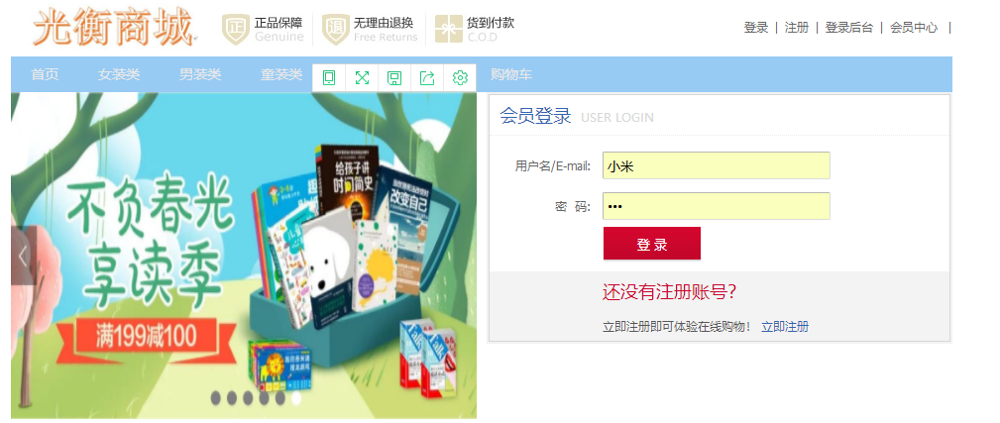 光衡商城
正品保障
Genuine
无理由退换
Free Returns
货到付款
C.O.D
登录 | 注册 | 登录后台 | 会员中心 |
首页 女装类 男装类 童装类 购物车
不负春光
享读季
满199减100
给孩子讲
时间简史
改变自己
会员登录 USER LOGIN
用户名/E-mail: 小米
密 码: •••
登 录
还没有注册账号?
立即注册即可体验在线购物! 立即注册